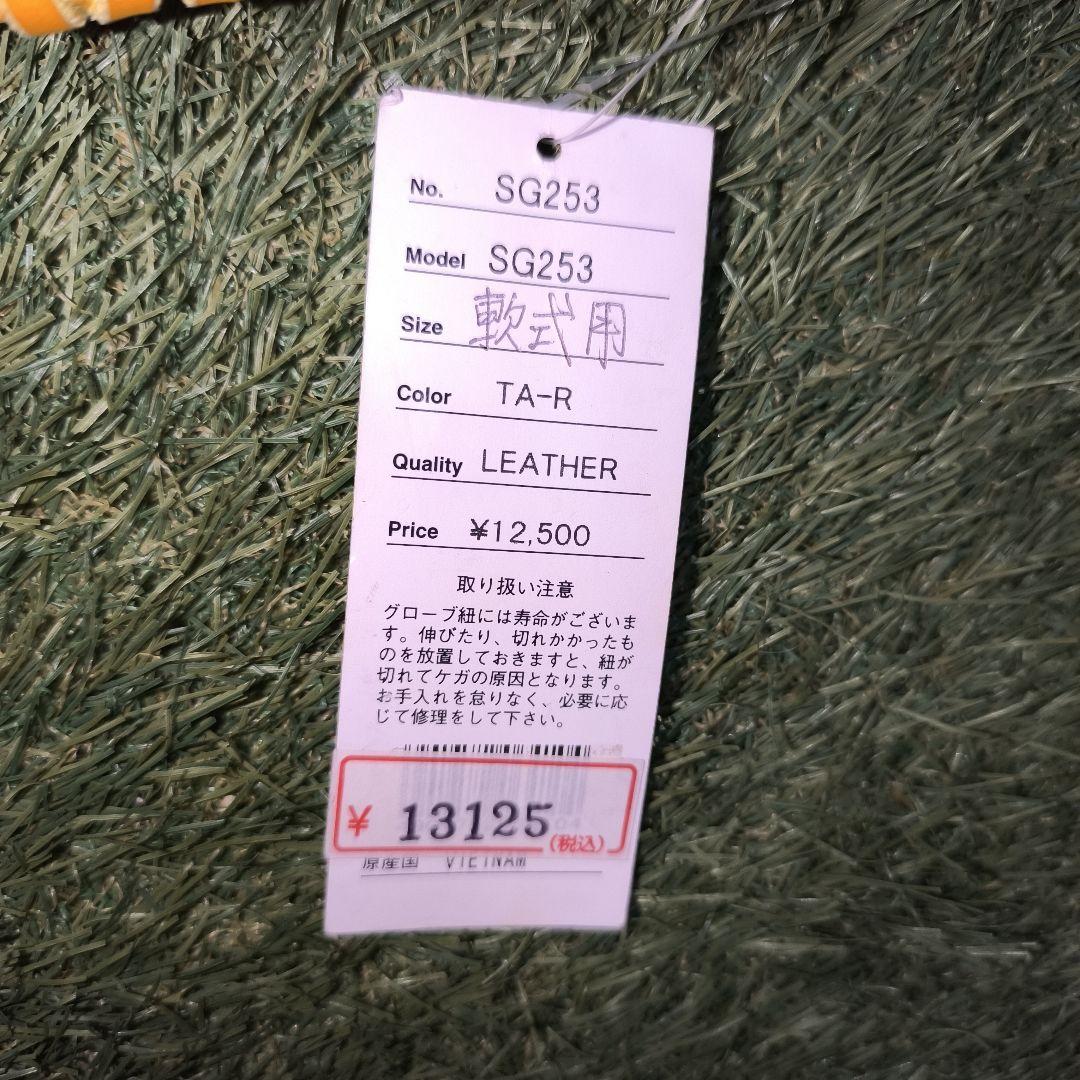 No. SG253
Model SG253
Size 軟式用
Color TA-R
Quality LEATHER
Price ¥12,500
取り扱い注意
グローブ紐には寿命がございま
す。伸びたり、切れかかったも
のを放置しておきますと、紐が
切れてケガの原因となります。
お手入れを怠りなく、必要に応
じて修理をして下さい。
¥ 13125 (税込)
原産国 VIETNAM